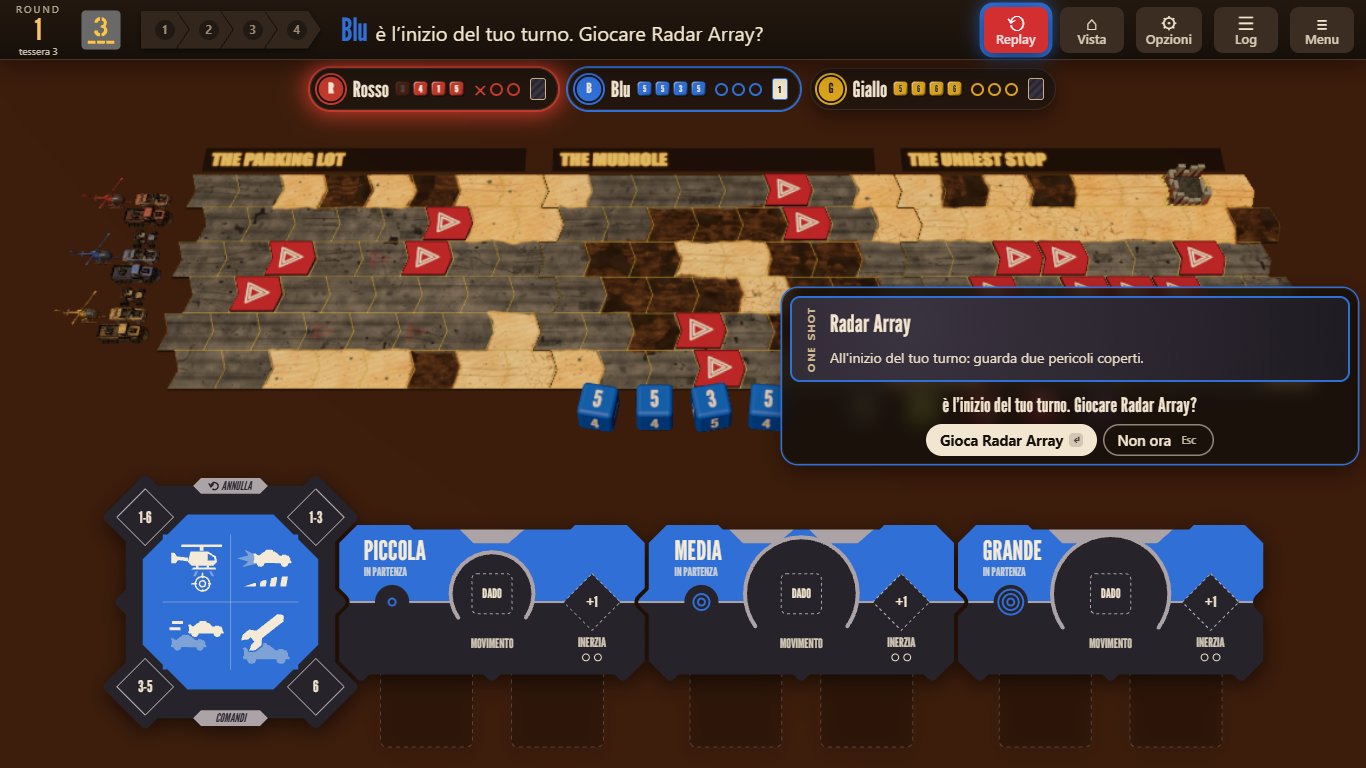 ROUND
1
tessera 3
3
1 2 3 4
Blu è l'inizio del tuo turno. Giocare Radar Array?
Replay
Vista
Opzioni
Log
Menu
R Rosso 4 1 5
B Blu 5 5 3 5 1
G Giallo 5 6 6 6
THE PARKING LOT
THE MUDHOLE
THE UNREST STOP
ONE SHOT
Radar Array
All'inizio del tuo turno: guarda due pericoli coperti.
è l'inizio del tuo turno. Giocare Radar Array?
Gioca Radar Array
Non ora Esc
5 5 3 5
4 4 5 4
ANNULLA
1-6
1-3
3-5
6
COMANDI
PICCOLA
IN PARTENZA
DADO
+1
MOVIMENTO
INERZIA
MEDIA
IN PARTENZA
DADO
+1
MOVIMENTO
INERZIA
GRANDE
IN PARTENZA
DADO
+1
MOVIMENTO
INERZIA